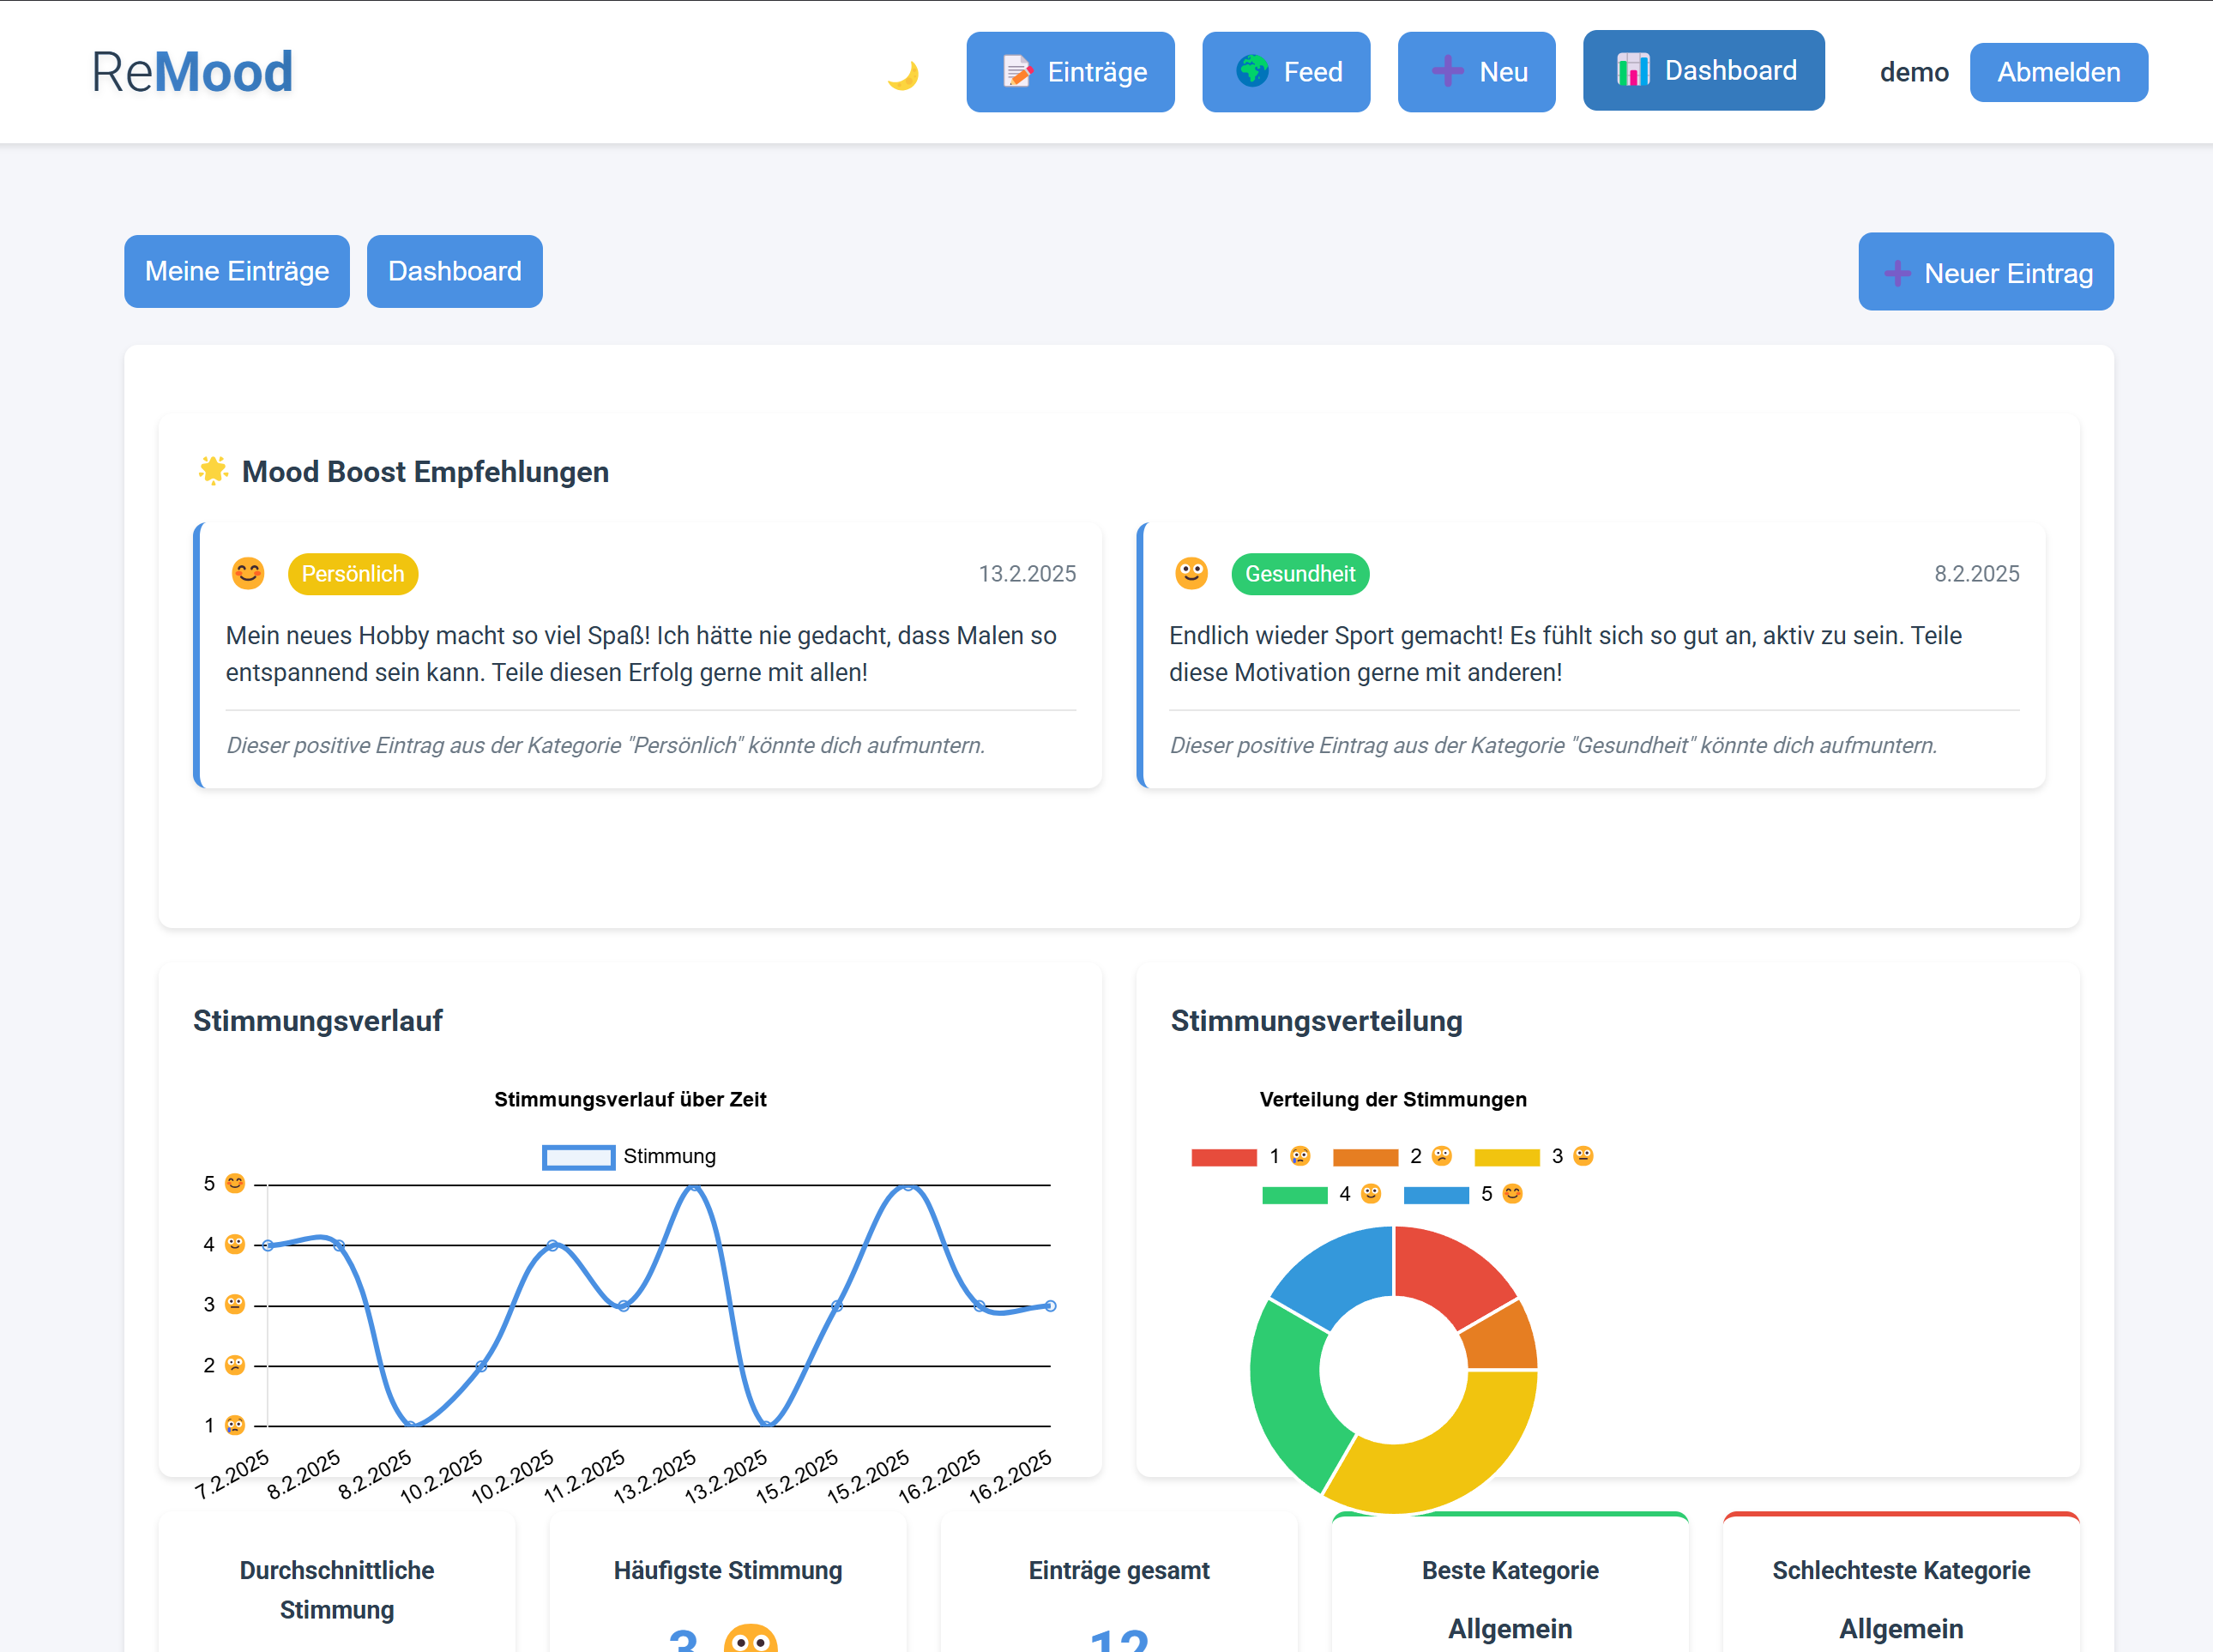 ReMood
Einträge
Feed
Neu
Dashboard
demo
Abmelden
Meine Einträge
Dashboard
Neuer Eintrag
Mood Boost Empfehlungen
Persönlich
13.2.2025
Mein neues Hobby macht so viel Spaß! Ich hätte nie gedacht, dass Malen so
entspannend sein kann. Teile diesen Erfolg gerne mit allen!
Dieser positive Eintrag aus der Kategorie "Persönlich" könnte dich aufmuntern.
Gesundheit
8.2.2025
Endlich wieder Sport gemacht! Es fühlt sich so gut an, aktiv zu sein. Teile
diese Motivation gerne mit anderen!
Dieser positive Eintrag aus der Kategorie "Gesundheit" könnte dich aufmuntern.
Stimmungsverlauf
Stimmungsverlauf über Zeit
Stimmung
5
4
3
2
1
7.2.2025
8.2.2025
8.2.2025
10.2.2025
10.2.2025
11.2.2025
13.2.2025
13.2.2025
15.2.2025
15.2.2025
16.2.2025
16.2.2025
Stimmungsverteilung
Verteilung der Stimmungen
1 2 3
4 5
Durchschnittliche
Stimmung
Häufigste Stimmung
3
Einträge gesamt
12
Beste Kategorie
Allgemein
Schlechteste Kategorie
Allgemein